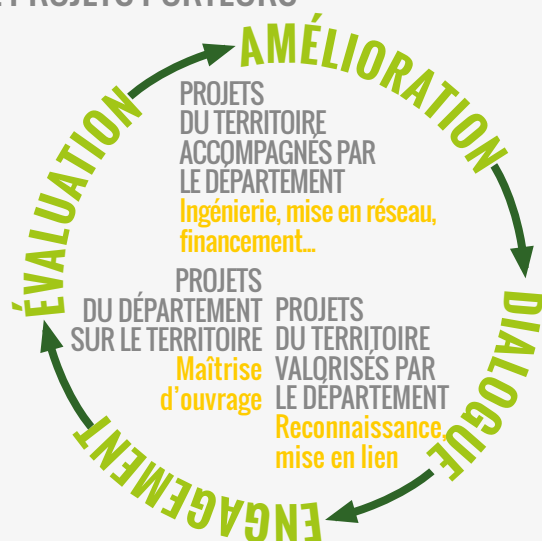 PROJETS PORTEURS
AMÉLIORATION
PROJETS
DU TERRITOIRE
ACCOMPAGNÉS PAR
LE DÉPARTEMENT
Ingénierie, mise en réseau,
financement...
ÉVALUATION
PROJETS
DU DÉPARTEMENT
SUR LE TERRITOIRE
Maîtrise
d'ouvrage
PROJETS
DU TERRITOIRE
VALORISÉS PAR
LE DÉPARTEMENT
Reconnaissance,
mise en lien
DIALOGUE
ENGAGEMENT